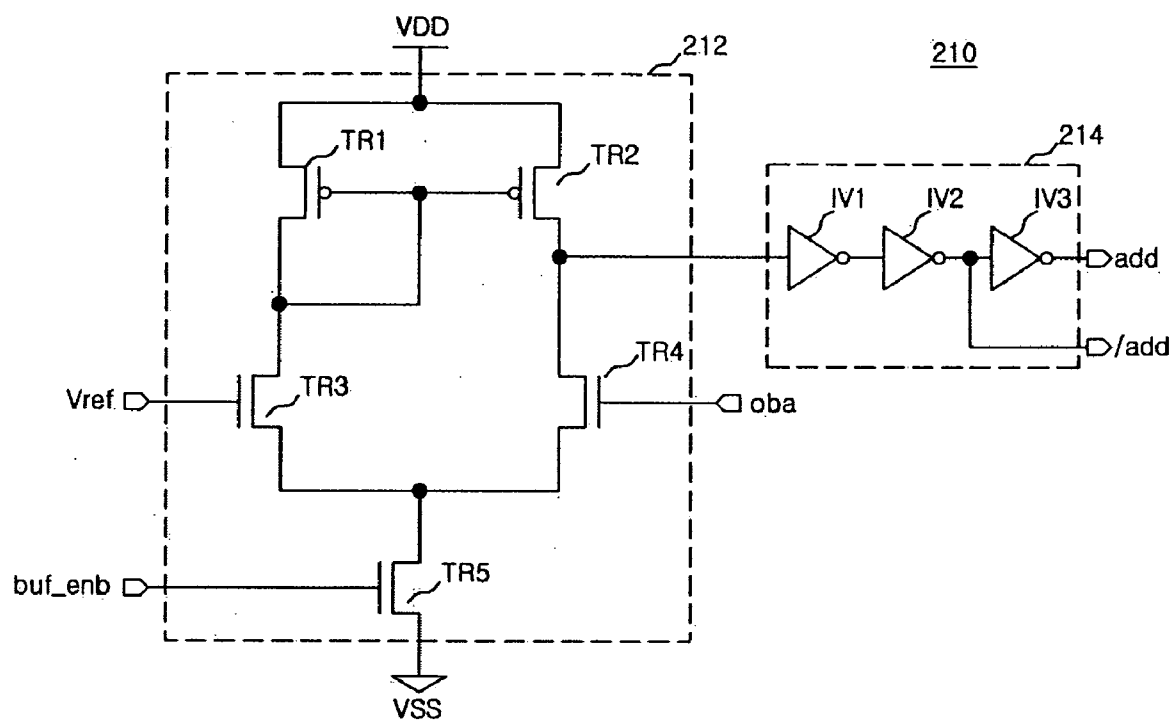 VDD
212
210
TR1
TR2
214
IV1
IV2
IV3
add
/add
TR4
Vref
TR3
oba
buf_enb
TR5
VSS